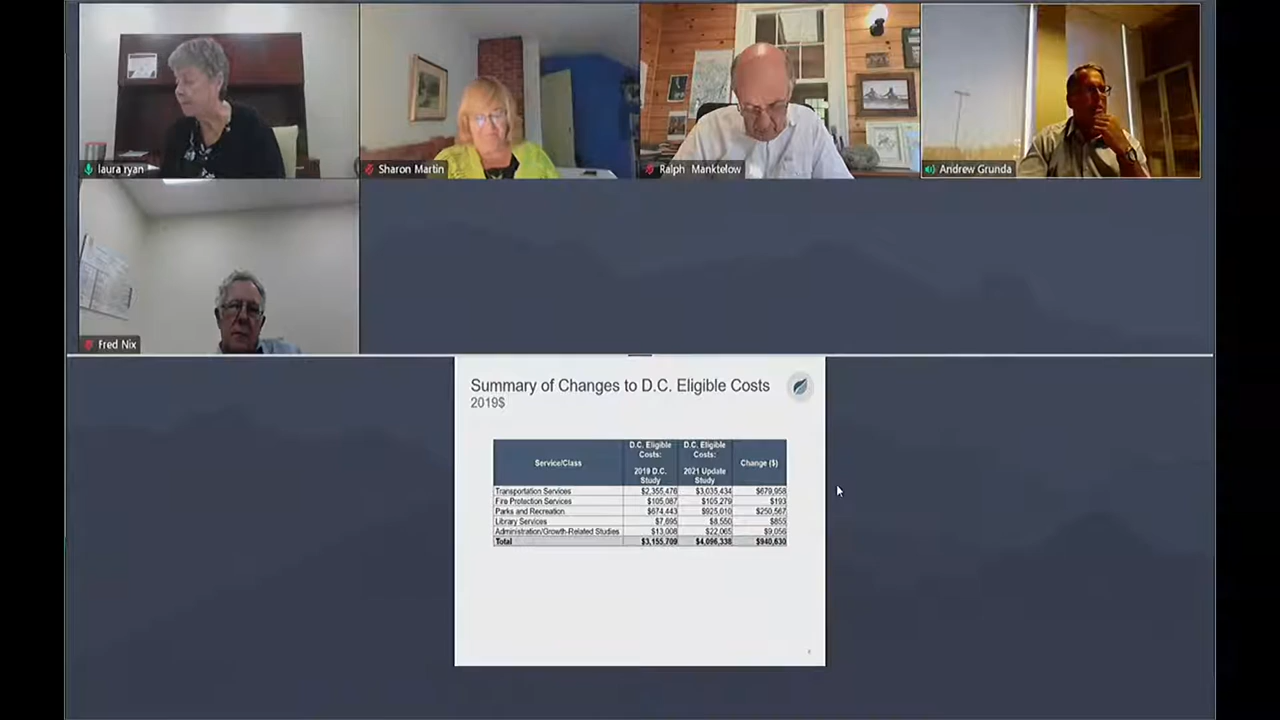 laura ryan
Sharon Martin
Ralph Manktelow
Andrew Grunda
Fred Nix
Summary of Changes to D.C. Eligible Costs
2019$
Service/Class D.C. Eligible Costs: 2019 D.C. Study D.C. Eligible Costs: 2021 Update Study Change ($)
Transportation Services $2,355,476 $3,035,434 $679,958
Fire Protection Services $105,087 $105,279 $193
Parks and Recreation $674,443 $925,010 $250,567
Library Services $7,695 $8,550 $855
Administration/Growth-Related Studies $13,008 $22,065 $9,056
Total $3,155,709 $4,096,338 $940,630